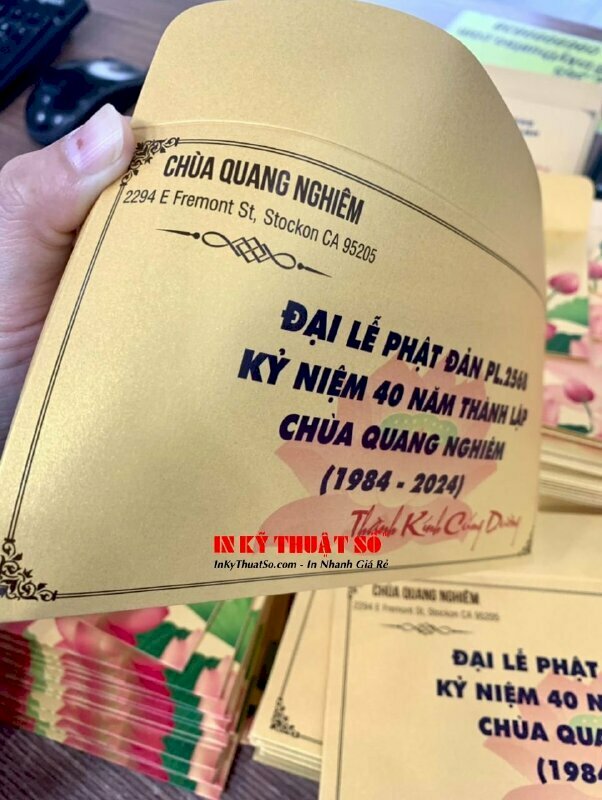 CHÙA QUANG NGHIÊM
2294 E Fremont St, Stockon CA 95205
ĐẠI LỄ PHẬT ĐẢN PL.2568
KỶ NIỆM 40 NĂM THÀNH LẬP
CHÙA QUANG NGHIÊM
(1984 - 2024)
Thành Kính Cúng Dường
IN KỸ THUẬT SỐ
InKyThuatSo.com - In Nhanh Giá Rẻ
CHÙA QUANG NGHIÊM
2294 E Fremont St, Stockon CA 95205
ĐẠI LỄ PHẬT
KỶ NIỆM 40 N
CHÙA QUA
(1984